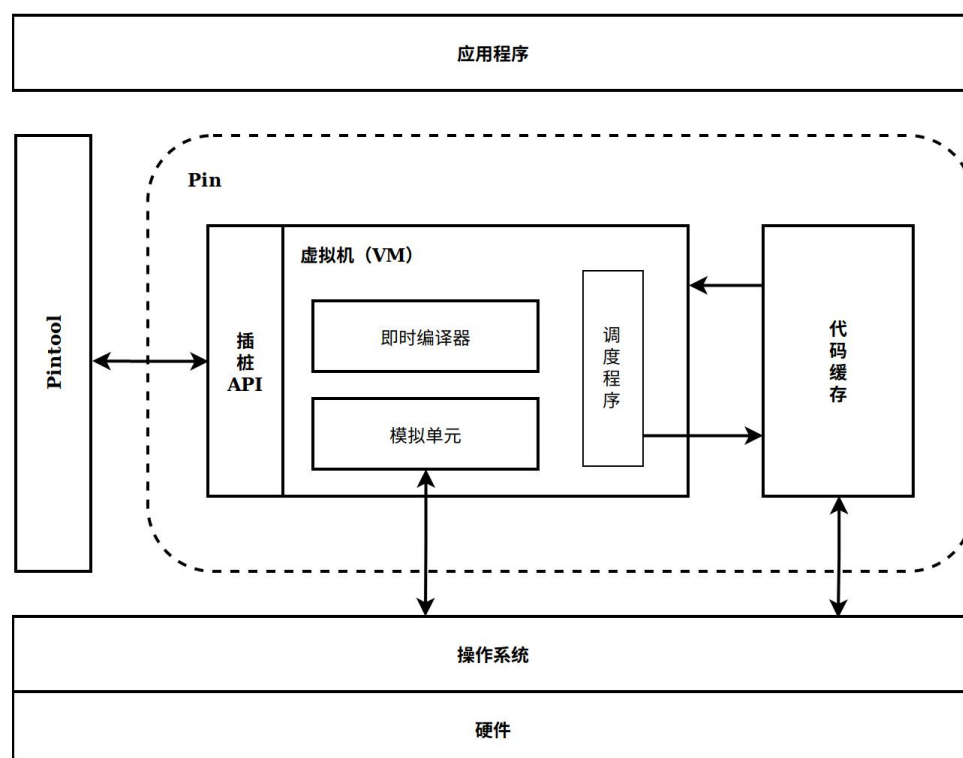 应用程序
Pin
Pintool
插
桩
API
虚拟机（VM）
即时编译器
模拟单元
调
度
程
序
代
码
缓
存
操作系统
硬件